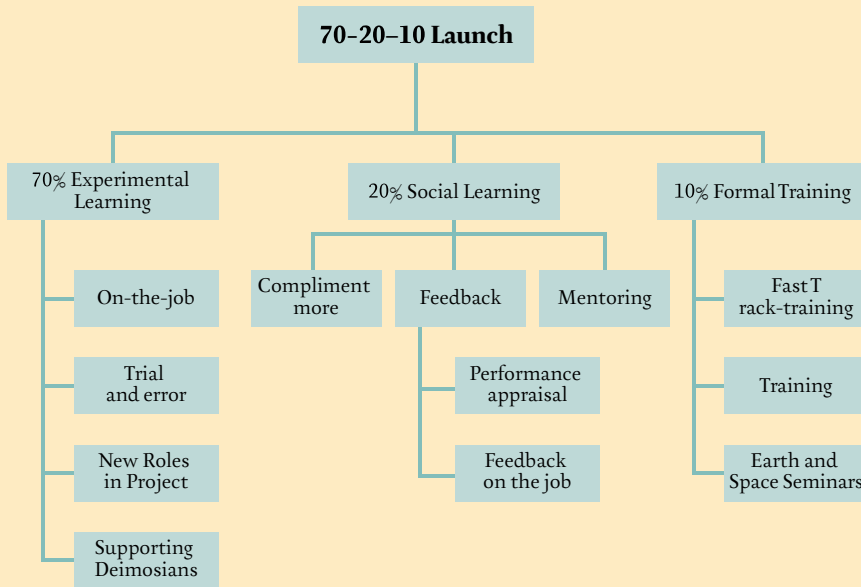 70-20-10 Launch
70% Experimental
Learning
20% Social Learning
10% Formal Training
On-the-job
Trial
and error
New Roles
in Project
Supporting
Deimosians
Compliment
more
Feedback
Mentoring
Performance
appraisal
Feedback
on the job
Fast T
rack-training
Training
Earth and
Space Seminars